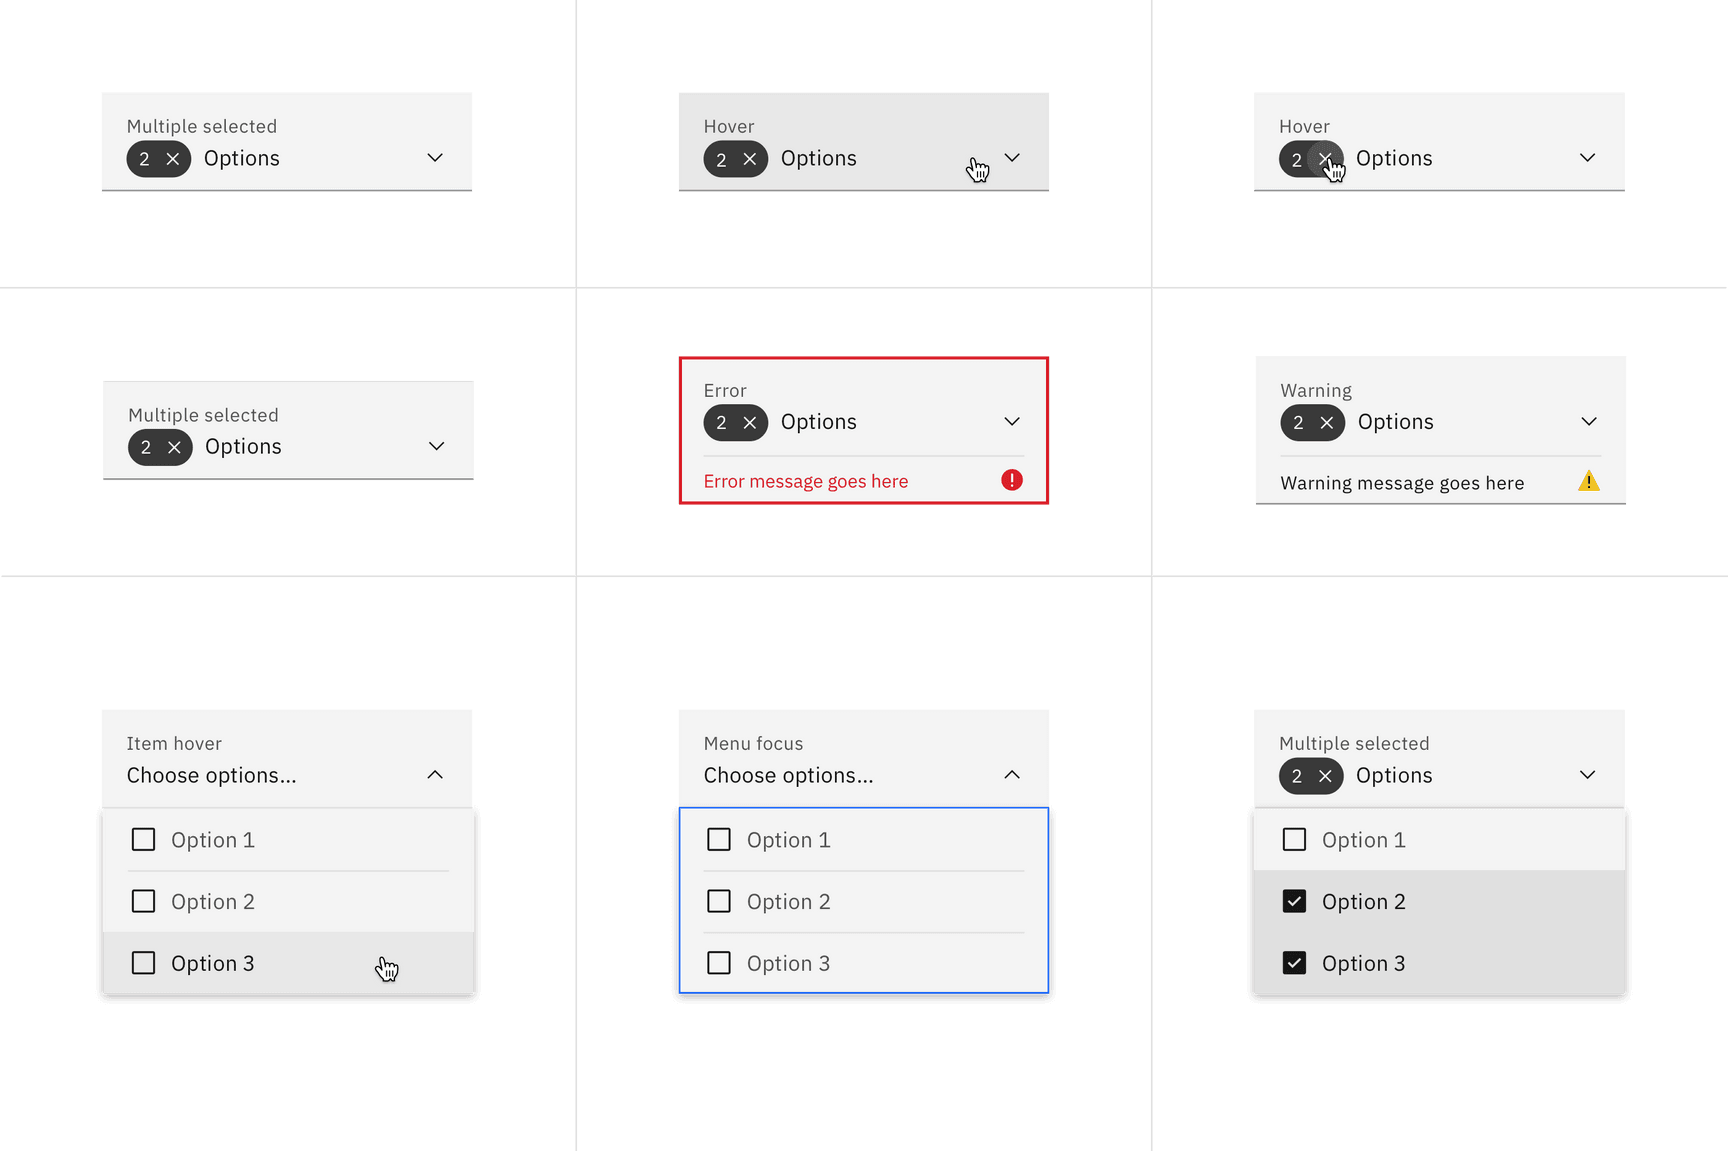 Multiple selected
2 Options
Hover
2 Options
Hover
2 Options
Multiple selected
2 Options
Error
2 Options
Error message goes here
Warning
2 Options
Warning message goes here
Item hover
Choose options...
Option 1
Option 2
Option 3
Menu focus
Choose options...
Option 1
Option 2
Option 3
Multiple selected
2 Options
Option 1
Option 2
Option 3